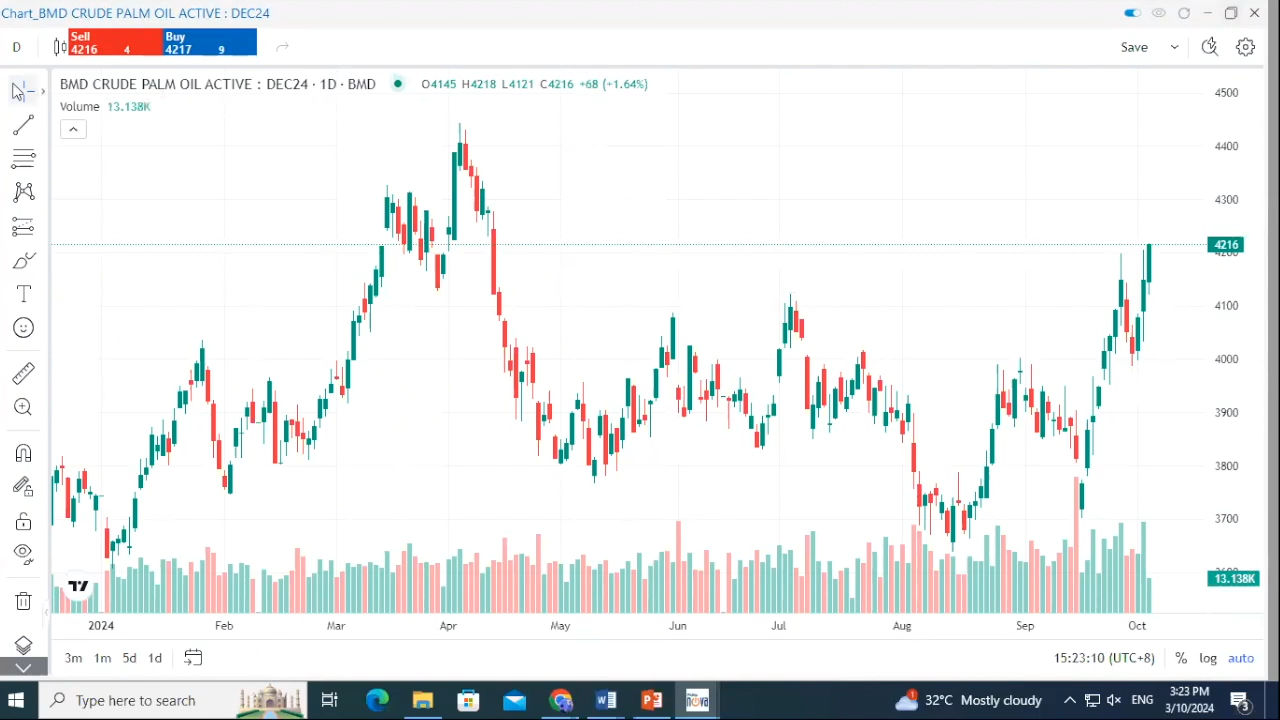 Chart_BMD CRUDE PALM OIL ACTIVE : DEC24
D
Sell
4216 4
Buy
4217 9
Save
BMD CRUDE PALM OIL ACTIVE : DEC24 · 1D · BMD
O4145 H4218 L4121 C4216 +68 (+1.64%)
Volume 13.138K
4500
4400
4300
4216
4200
4100
4000
3900
3800
3700
3600
13.138K
2024 Feb Mar Apr May Jun Jul Aug Sep Oct
3m 1m 5d 1d
15:23:10 (UTC+8) % log auto
Type here to search
nova
32°C Mostly cloudy
ENG
3:23 PM
3/10/2024
3